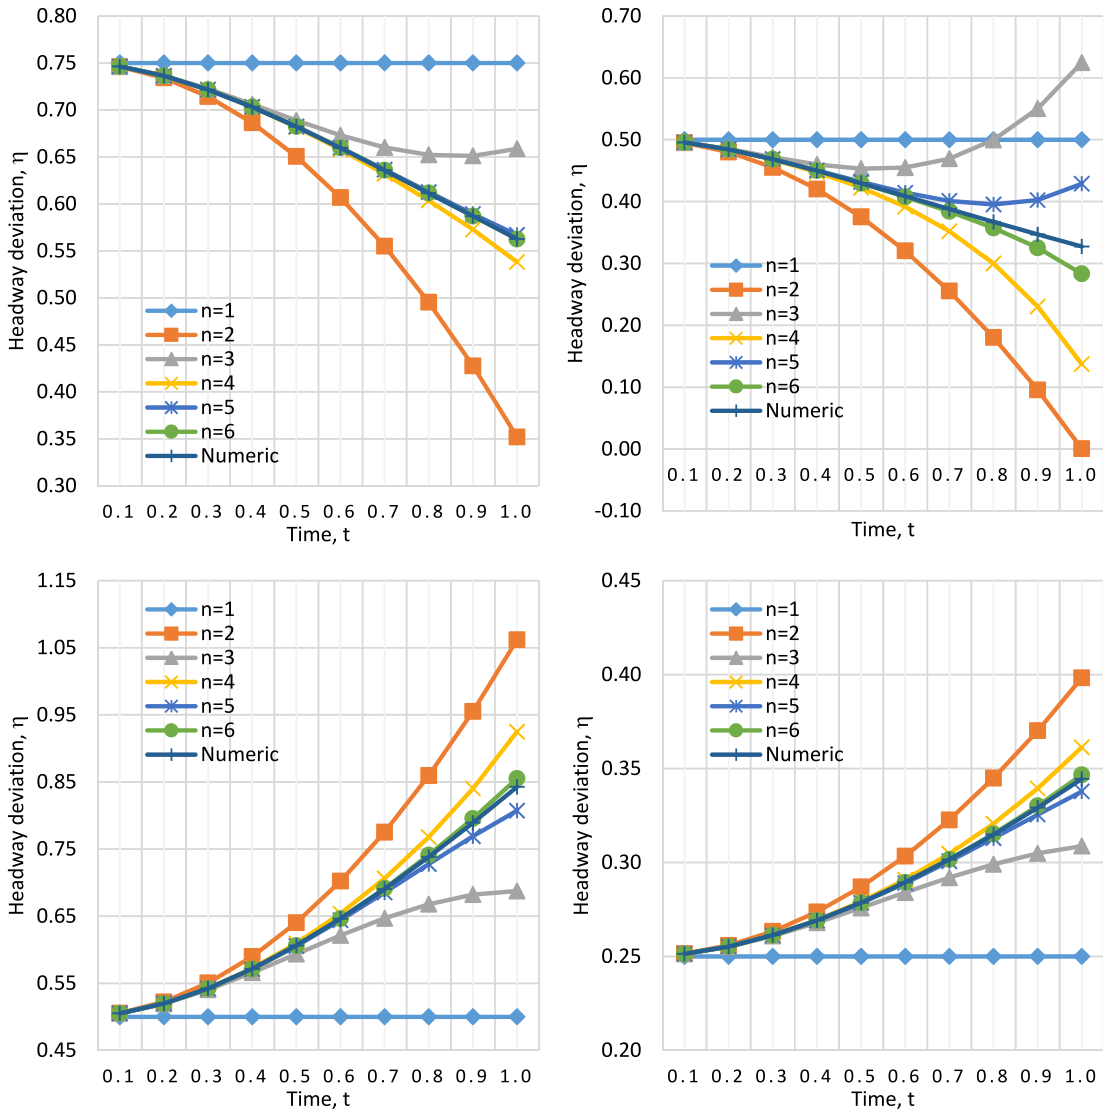 0.80
0.75
0.70
0.65
0.60
0.55
0.50
0.45
0.40
0.35
0.30
Headway deviation, η
n=1
n=2
n=3
n=4
n=5
n=6
Numeric
0.1 0.2 0.3 0.4 0.5 0.6 0.7 0.8 0.9 1.0
Time, t
0.70
0.60
0.50
0.40
0.30
0.20
0.10
0.00
-0.10
Headway deviation, η
n=1
n=2
n=3
n=4
n=5
n=6
Numeric
0.1 0.2 0.3 0.4 0.5 0.6 0.7 0.8 0.9 1.0
Time, t
1.15
1.05
0.95
0.85
0.75
0.65
0.55
0.45
Headway deviation, η
n=1
n=2
n=3
n=4
n=5
n=6
Numeric
0.1 0.2 0.3 0.4 0.5 0.6 0.7 0.8 0.9 1.0
Time, t
0.45
0.40
0.35
0.30
0.25
0.20
Headway deviation, η
n=1
n=2
n=3
n=4
n=5
n=6
Numeric
0.1 0.2 0.3 0.4 0.5 0.6 0.7 0.8 0.9 1.0
Time, t